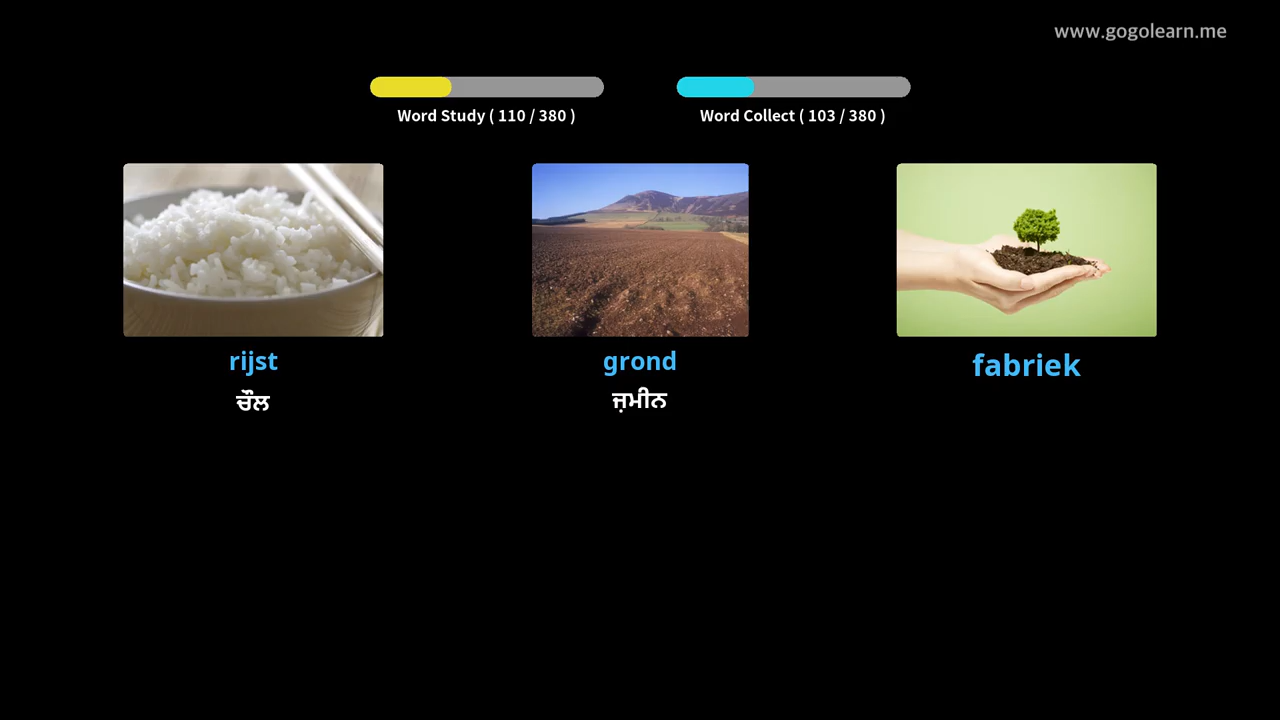 www.gogolearn.me
Word Study ( 110 / 380 )
Word Collect ( 103 / 380 )
rijst
grond
fabriek
ਚੌਲ
ਜ਼ਮੀਨ